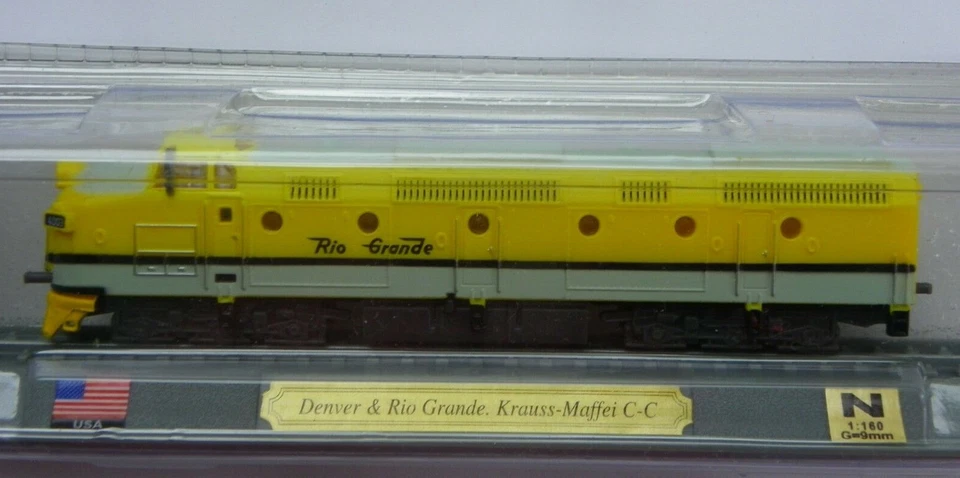 Rio Grande
USA
Denver & Rio Grande. Krauss-Maffei C-C
N
1:160
G=9mm